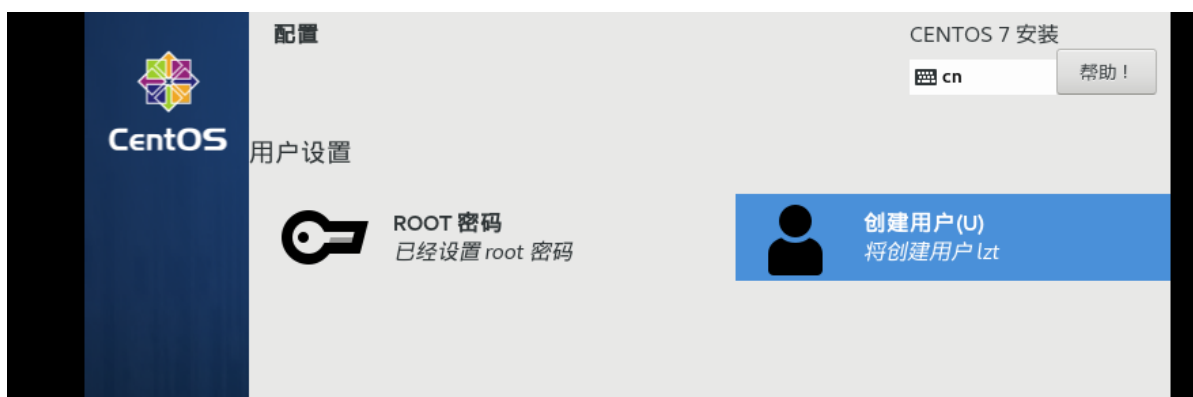 配置
CENTOS 7 安装
cn
帮助！
CentOS
用户设置
ROOT 密码
已经设置 root 密码
创建用户(U)
将创建用户 lzt